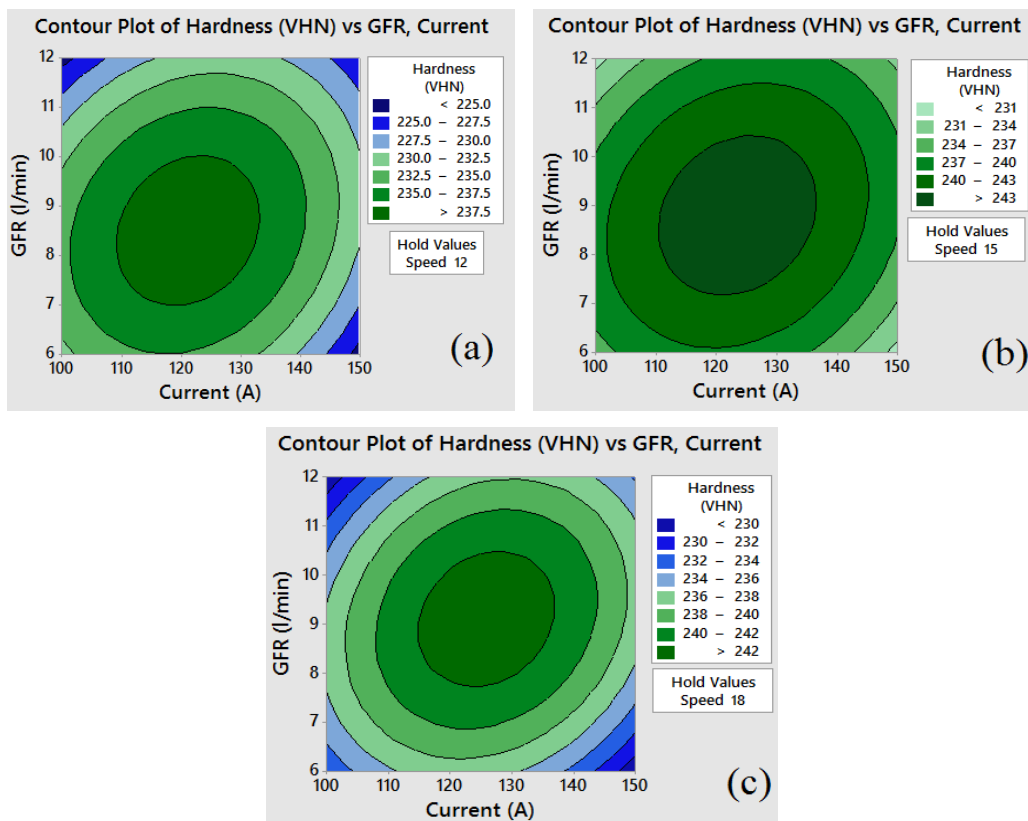 Contour Plot of Hardness (VHN) vs GFR, Current
12
11
10
9
8
7
6
GFR (l/min)
100 110 120 130 140 150
Current (A)
Hardness
(VHN)
< 225.0
225.0 – 227.5
227.5 – 230.0
230.0 – 232.5
232.5 – 235.0
235.0 – 237.5
> 237.5
Hold Values
Speed 12
(a)
Contour Plot of Hardness (VHN) vs GFR, Current
12
11
10
9
8
7
6
GFR (l/min)
100 110 120 130 140 150
Current (A)
Hardness
(VHN)
< 231
231 – 234
234 – 237
237 – 240
240 – 243
> 243
Hold Values
Speed 15
(b)
Contour Plot of Hardness (VHN) vs GFR, Current
12
11
10
9
8
7
6
GFR (l/min)
100 110 120 130 140 150
Current (A)
Hardness
(VHN)
< 230
230 – 232
232 – 234
234 – 236
236 – 238
238 – 240
240 – 242
> 242
Hold Values
Speed 18
(c)